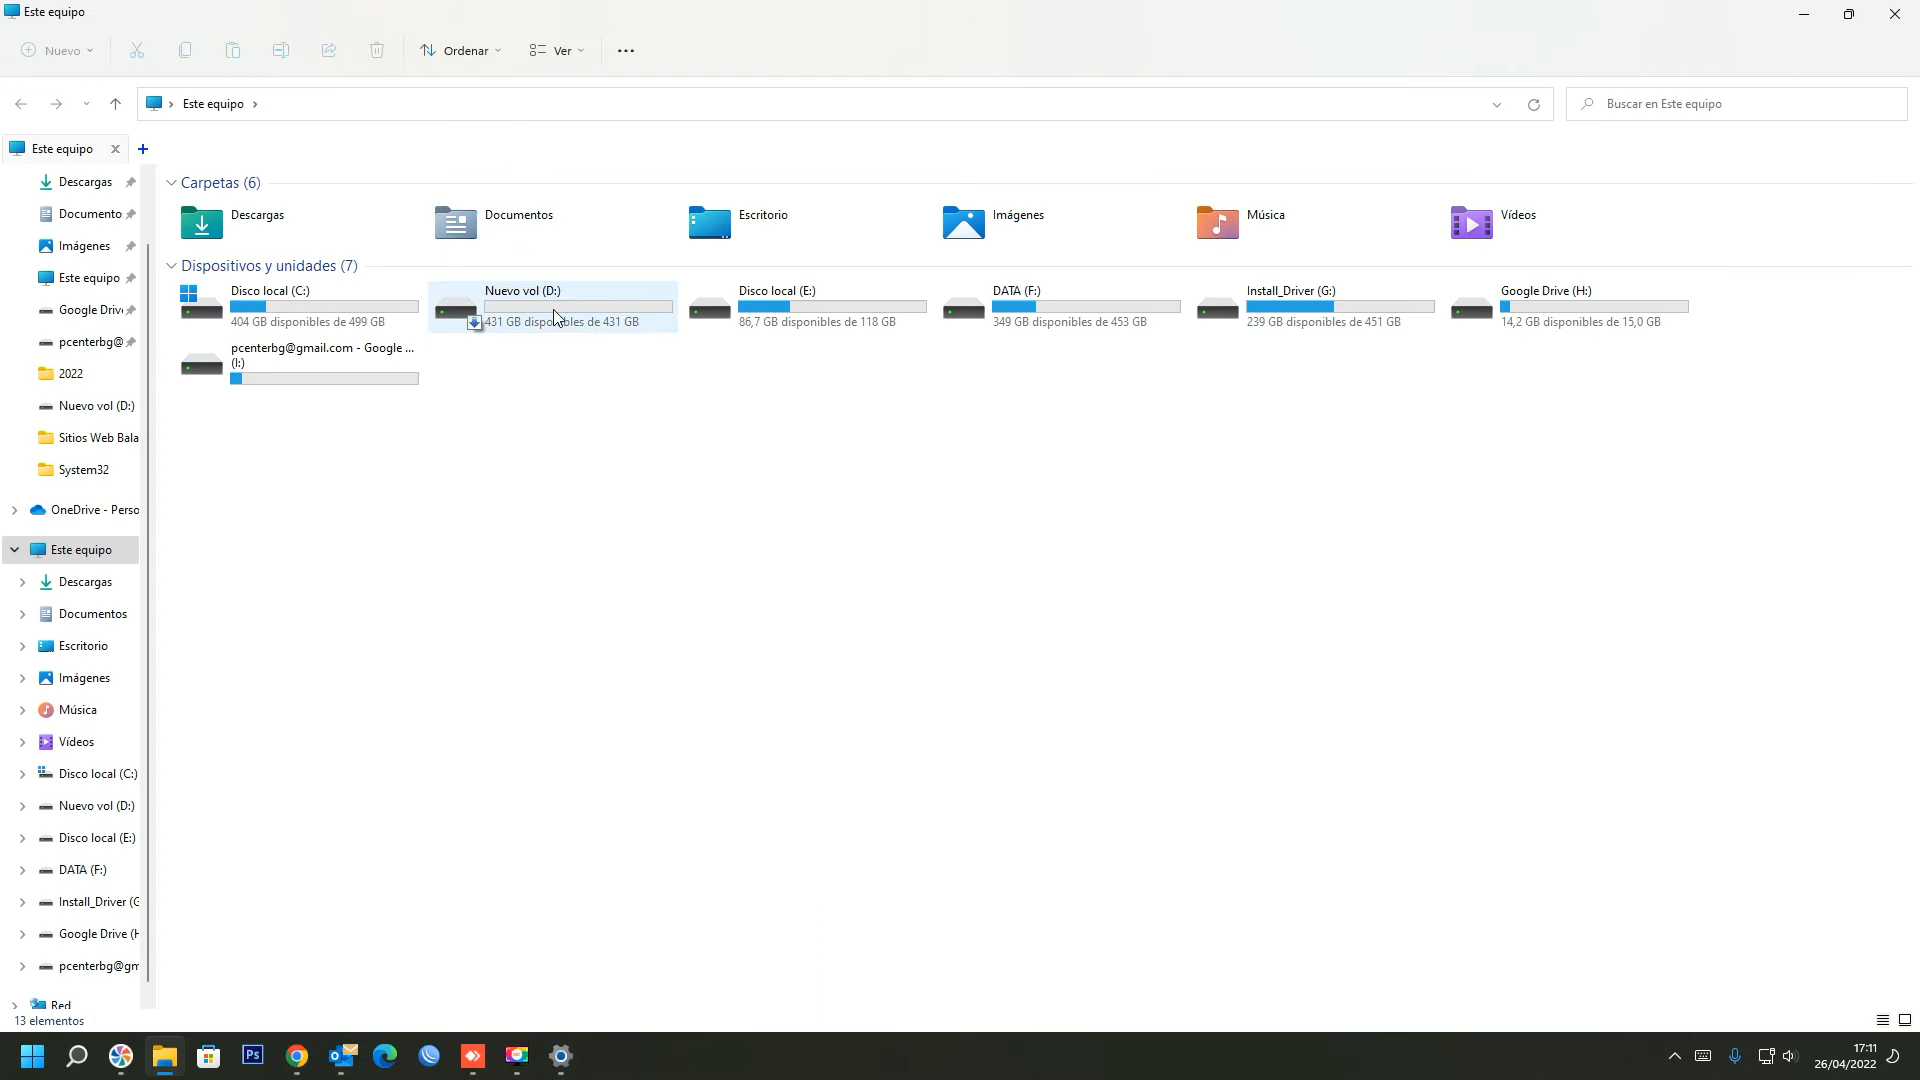 Este equipo
Nuevo
Ordenar
Ver
Este equipo
Buscar en Este equipo
Este equipo
Descargas
Documento
Imágenes
Este equipo
Google Driv
pcenterbg@
2022
Nuevo vol (D:)
Sitios Web Bala
System32
OneDrive - Perso
Este equipo
Descargas
Documentos
Escritorio
Imágenes
Música
Vídeos
Disco local (C:)
Nuevo vol (D:)
Disco local (E:)
DATA (F:)
Install_Driver (G
Google Drive (H
pcenterbg@gm
Red
Carpetas (6)
Descargas
Documentos
Escritorio
Imágenes
Música
Vídeos
Dispositivos y unidades (7)
Disco local (C:)
404 GB disponibles de 499 GB
Nuevo vol (D:)
431 GB disponibles de 431 GB
Disco local (E:)
86,7 GB disponibles de 118 GB
DATA (F:)
349 GB disponibles de 453 GB
Install_Driver (G:)
239 GB disponibles de 451 GB
Google Drive (H:)
14,2 GB disponibles de 15,0 GB
pcenterbg@gmail.com - Google ...
(I:)
13 elementos
Ps
17:11
26/04/2022